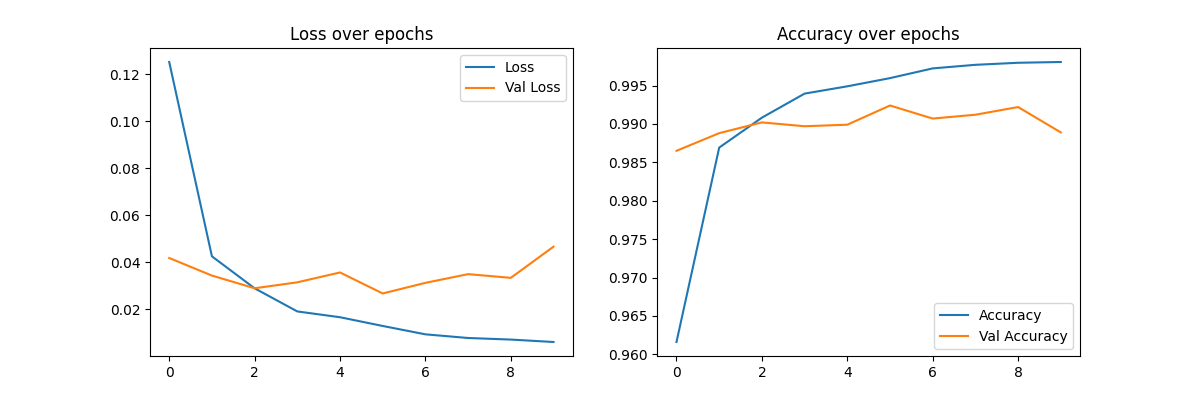 Loss over epochs
0.12
0.10
0.08
0.06
0.04
0.02
0 2 4 6 8
Loss
Val Loss
Accuracy over epochs
0.995
0.990
0.985
0.980
0.975
0.970
0.965
0.960
0 2 4 6 8
Accuracy
Val Accuracy